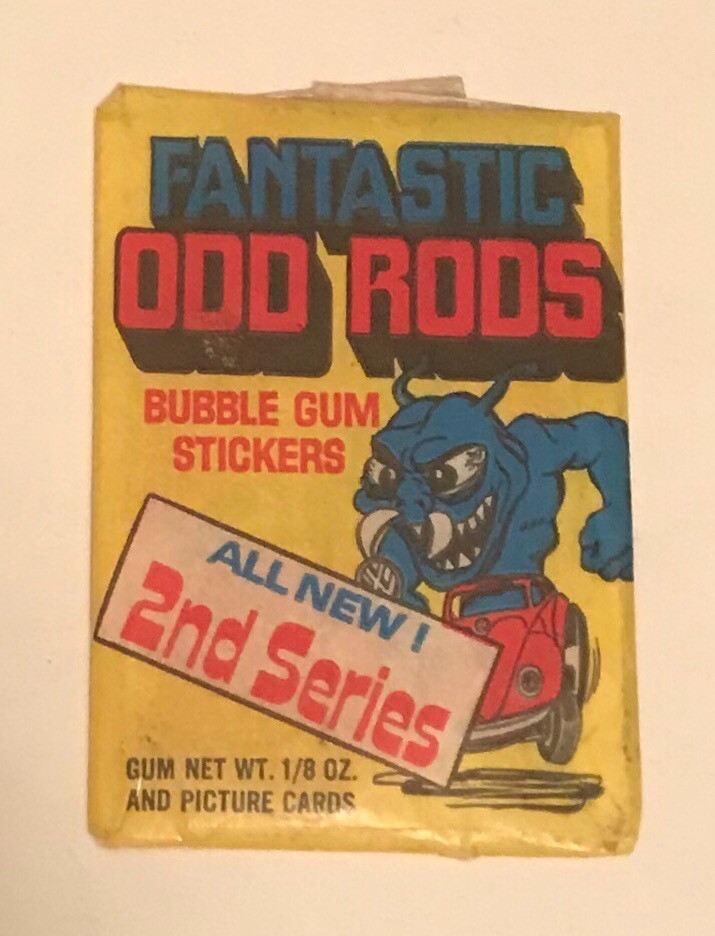 FANTASTIC
ODD RODS
BUBBLE GUM
STICKERS
ALL NEW!
2nd Series
GUM NET WT. 1/8 OZ.
AND PICTURE CARDS